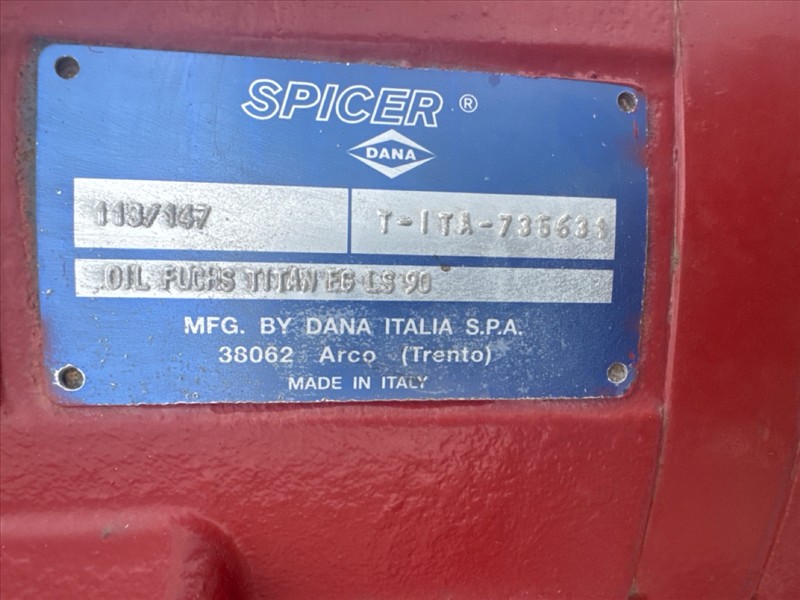 SPICER ®
DANA
113/147 T-ITA-735633
OIL FUCHS TITAN EG LS 90
MFG. BY DANA ITALIA S.P.A.
38062 Arco (Trento)
MADE IN ITALY